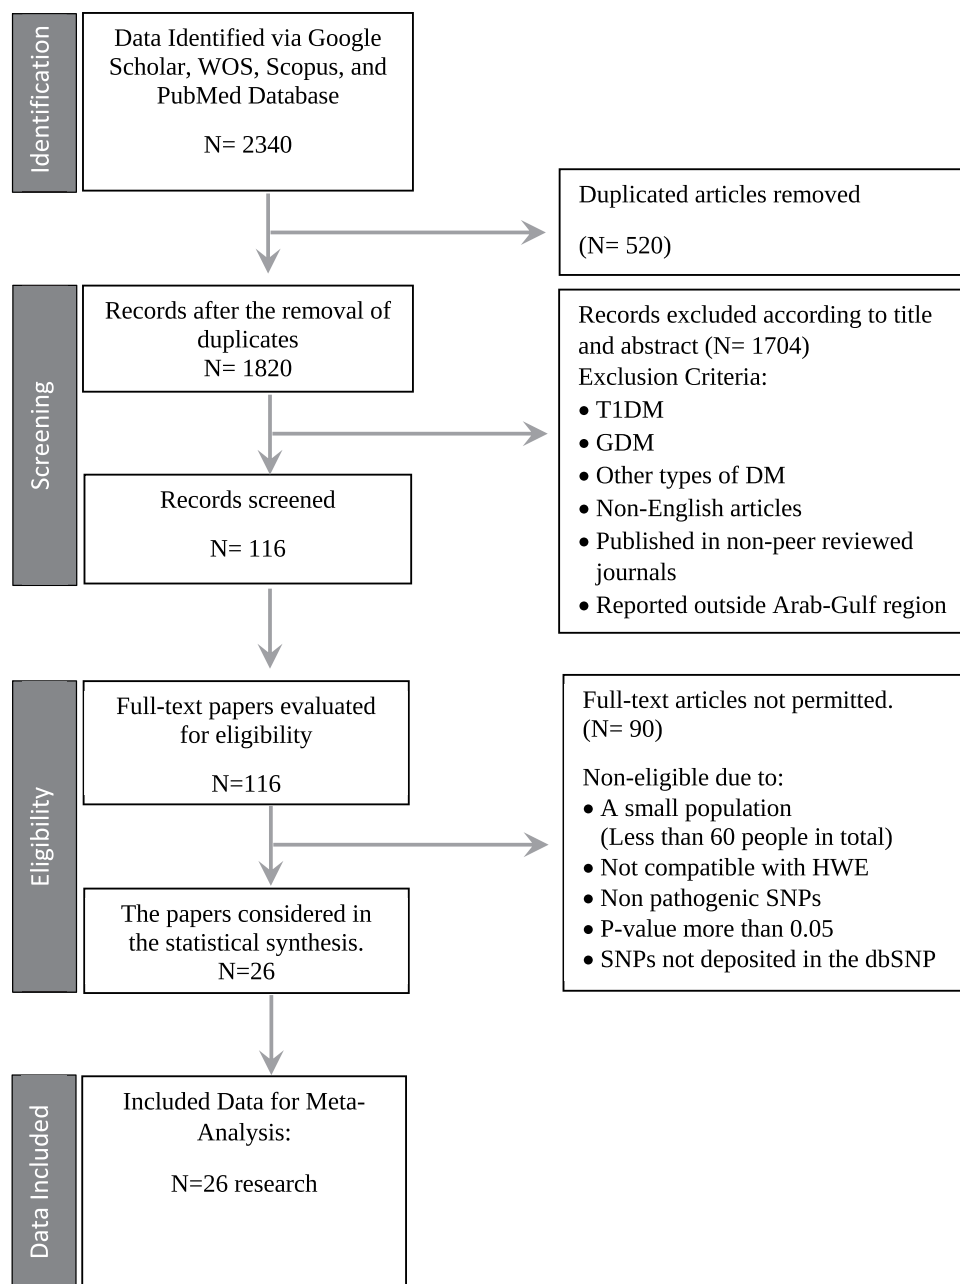 Identification
Data Identified via Google
Scholar, WOS, Scopus, and
PubMed Database
N= 2340
Duplicated articles removed
(N= 520)
Screening
Records after the removal of
duplicates
N= 1820
Records excluded according to title
and abstract (N= 1704)
Exclusion Criteria:
• T1DM
• GDM
• Other types of DM
• Non-English articles
• Published in non-peer reviewed
journals
• Reported outside Arab-Gulf region
Records screened
N= 116
Eligibility
Full-text papers evaluated
for eligibility
N=116
Full-text articles not permitted.
(N= 90)
Non-eligible due to:
• A small population
(Less than 60 people in total)
• Not compatible with HWE
• Non pathogenic SNPs
• P-value more than 0.05
• SNPs not deposited in the dbSNP
The papers considered in
the statistical synthesis.
N=26
Data Included
Included Data for Meta-
Analysis:
N=26 research